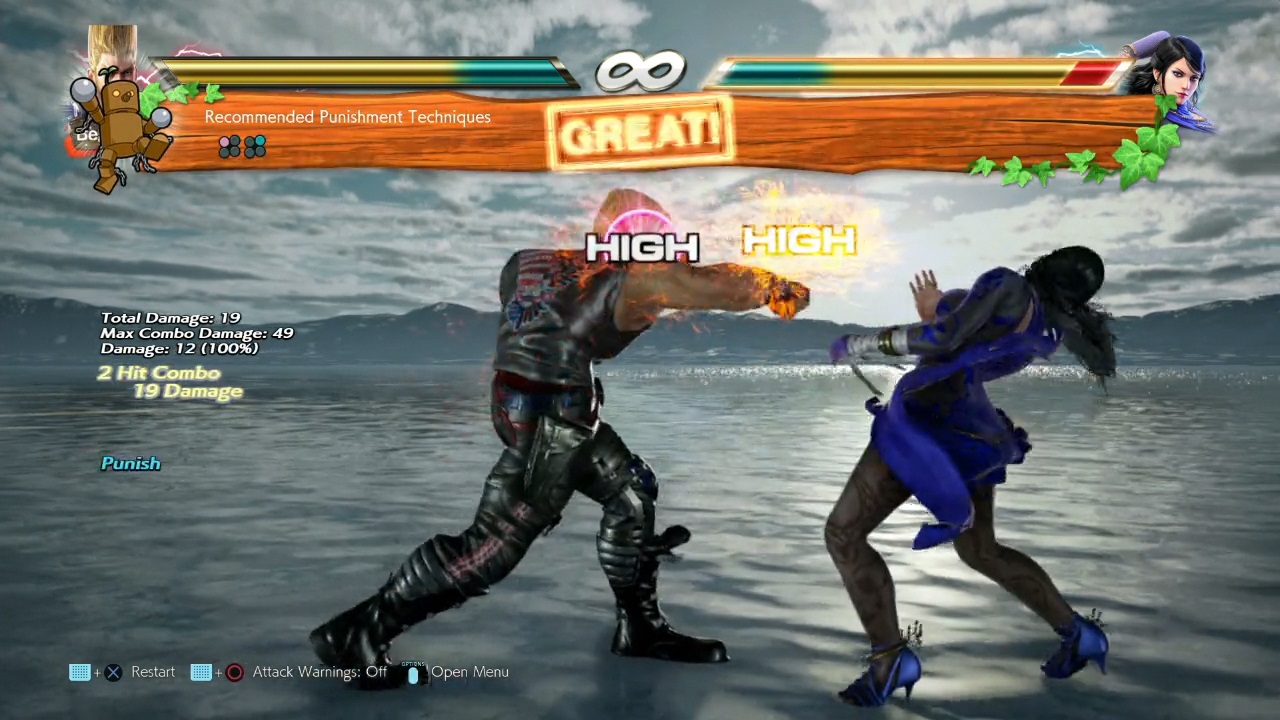 ∞
Recommended Punishment Techniques
GREAT!
HIGH
HIGH
Total Damage: 19
Max Combo Damage: 49
Damage: 12 (100%)
2 Hit Combo
19 Damage
Punish
+ Restart
+ Attack Warnings: Off
OPTIONS
Open Menu